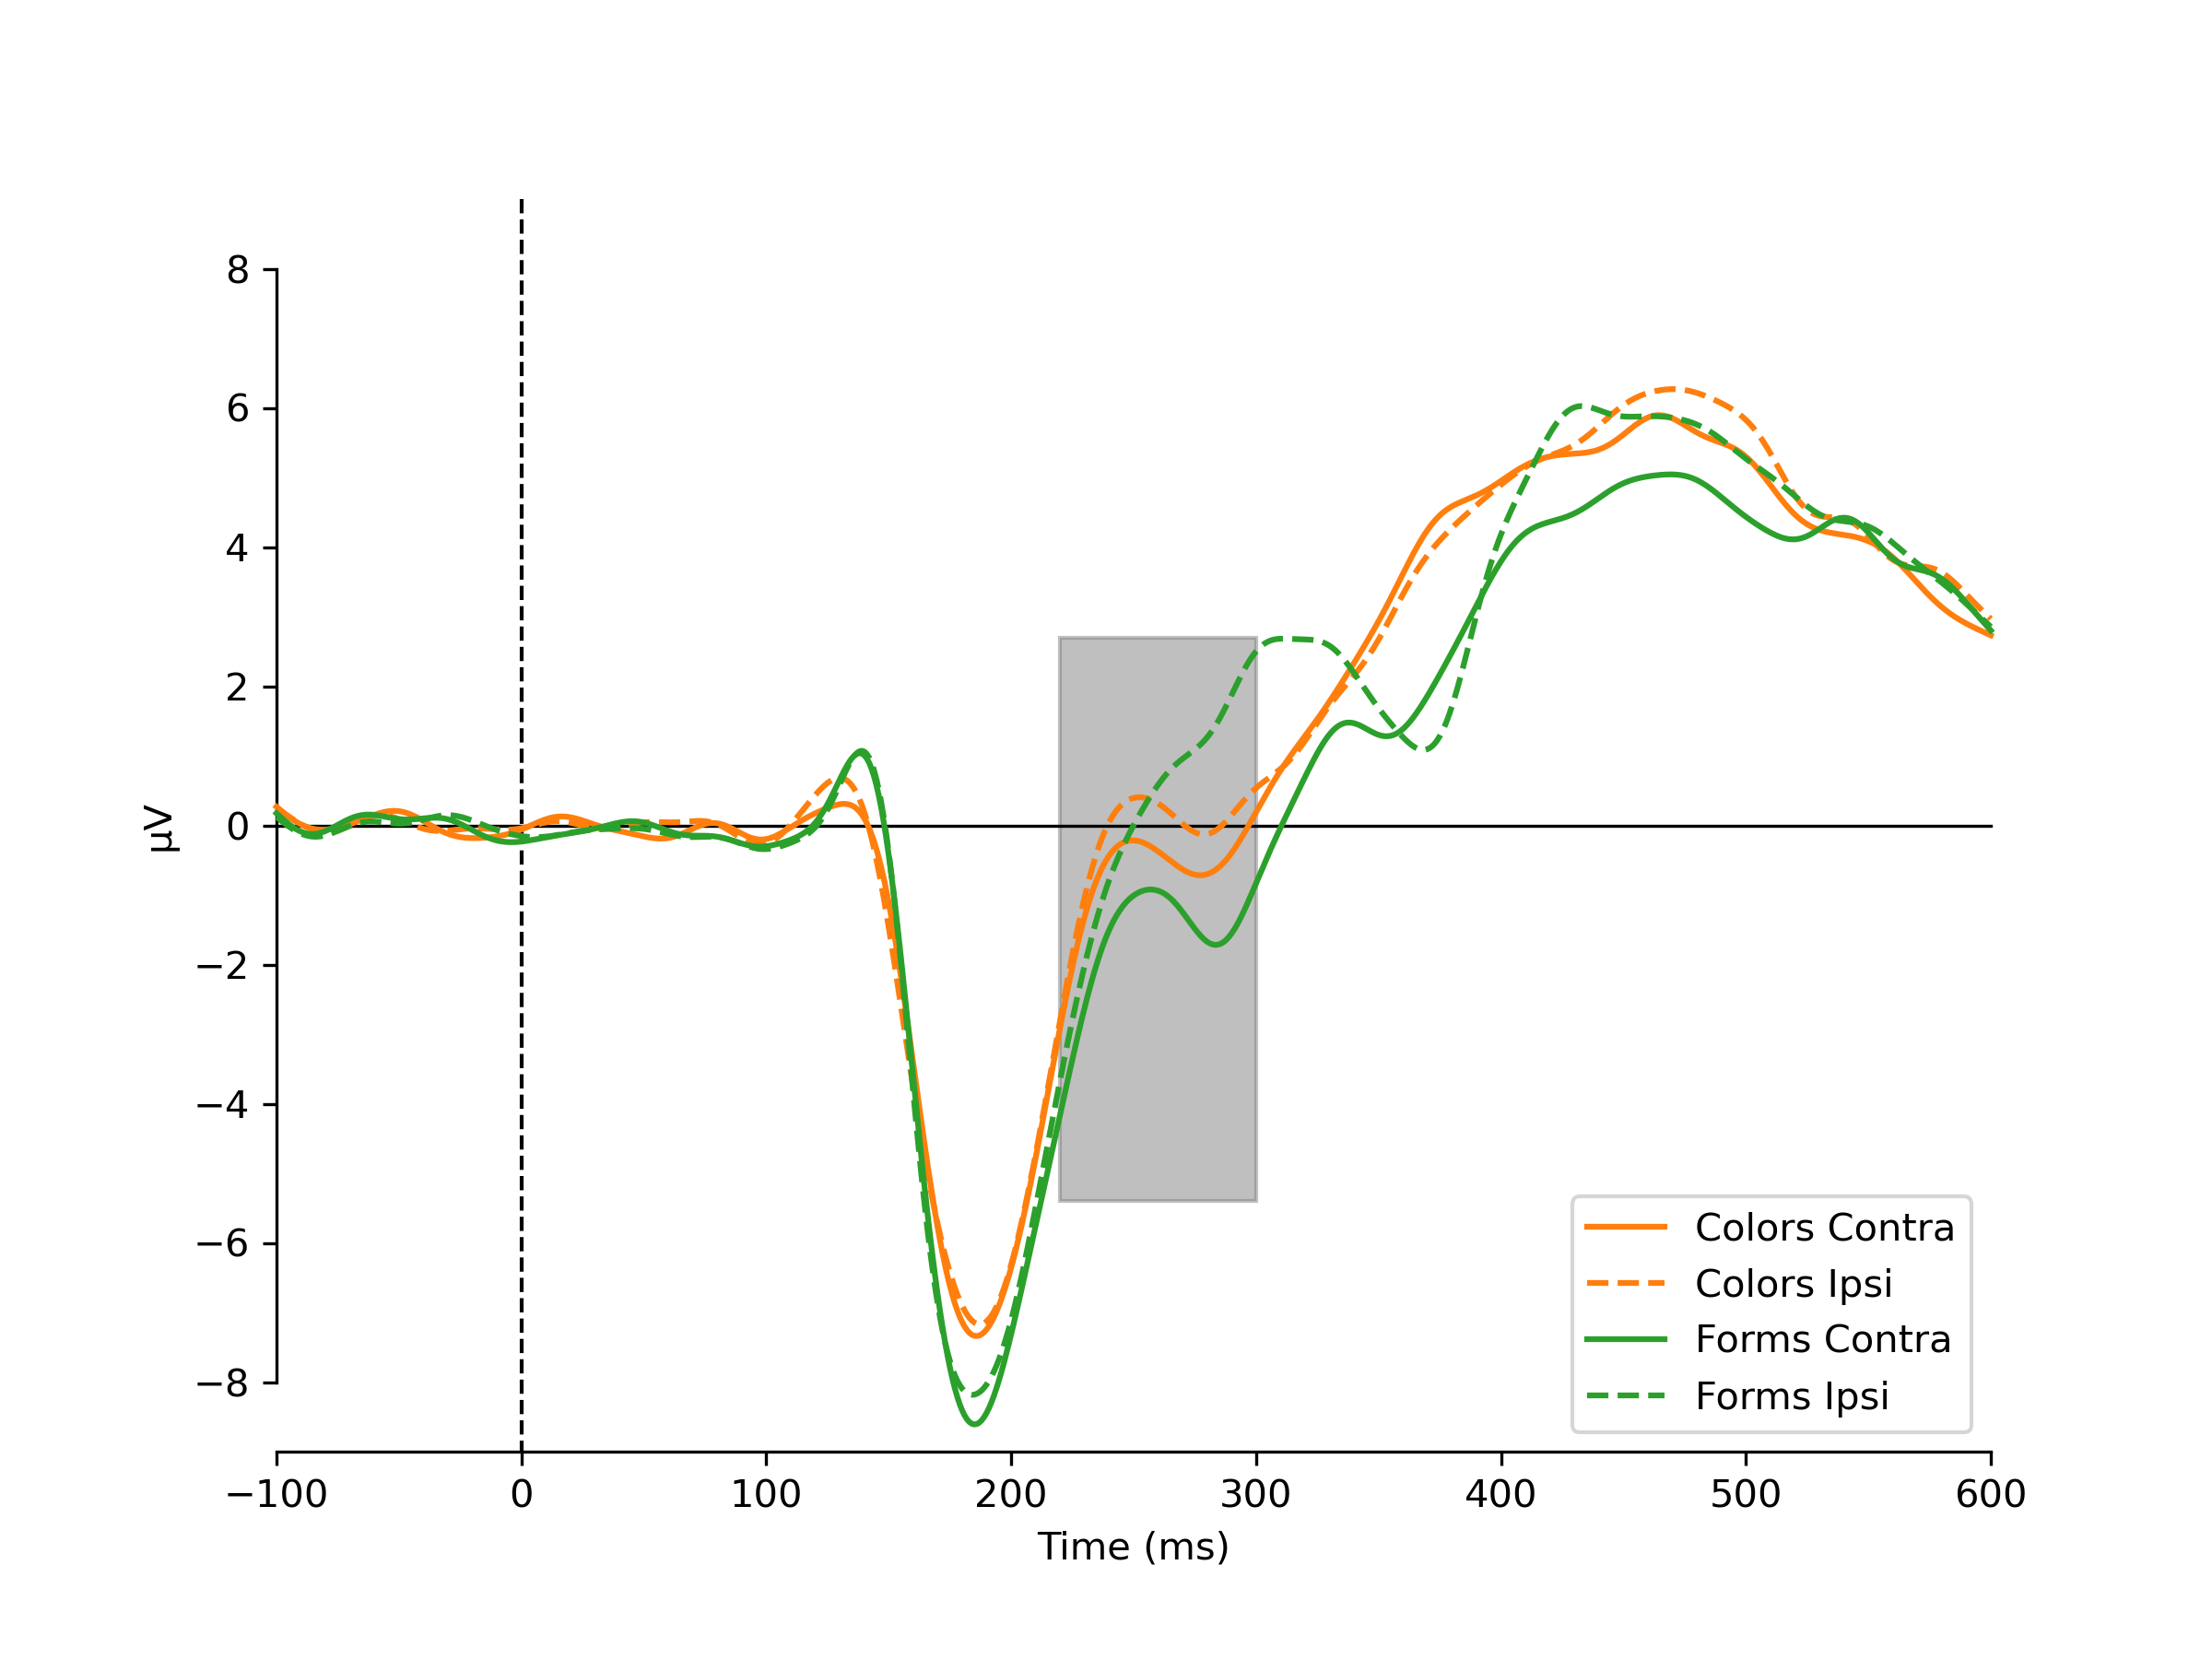 8
6
4
2
0
−2
−4
−6
−8
µV
−100 0 100 200 300 400 500 600
Time (ms)
Colors Contra
Colors Ipsi
Forms Contra
Forms Ipsi